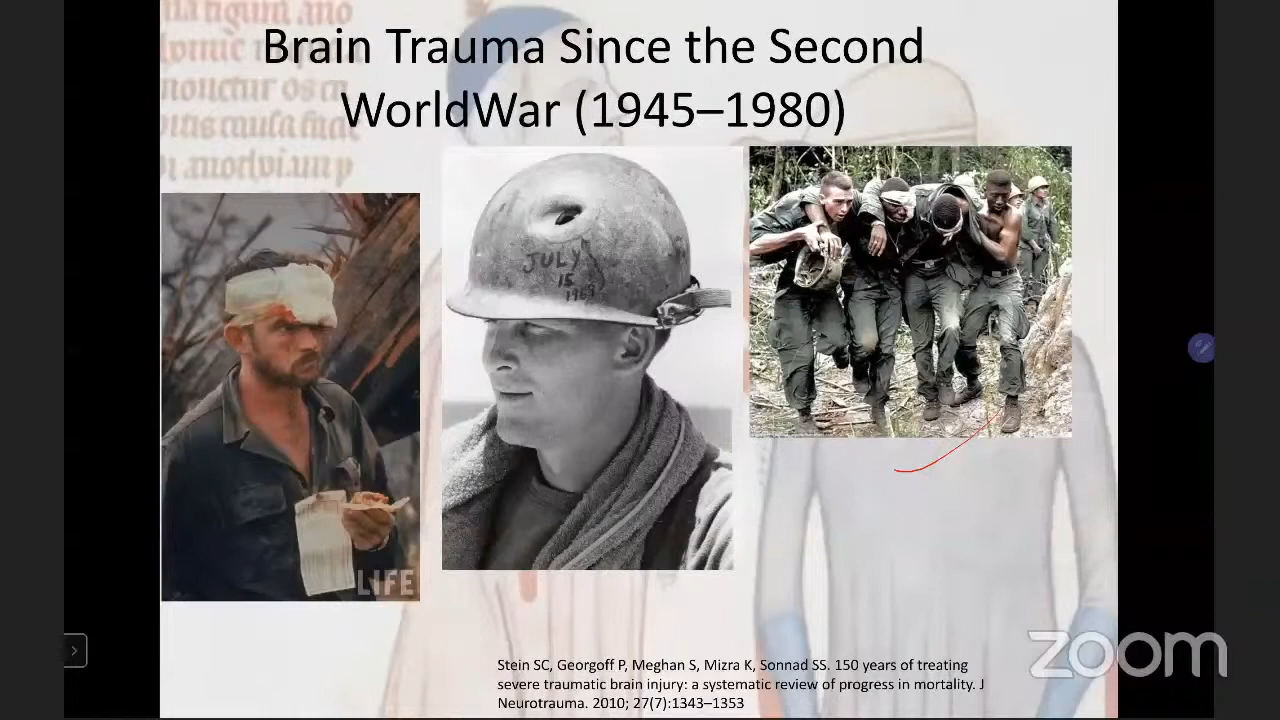 Brain Trauma Since the Second
WorldWar (1945–1980)
JULY
15
LIFE
Stein SC, Georgoff P, Meghan S, Mizra K, Sonnad SS. 150 years of treating
severe traumatic brain injury: a systematic review of progress in mortality. J
Neurotrauma. 2010; 27(7):1343–1353
zoom